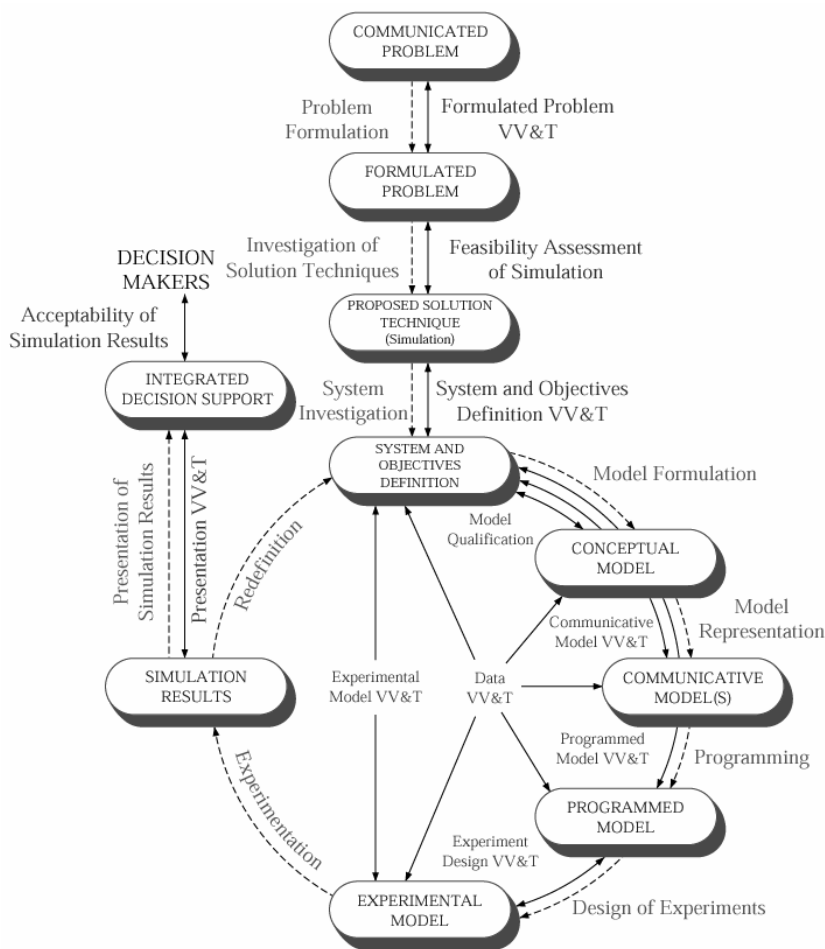 COMMUNICATED
PROBLEM
Problem
Formulation
Formulated Problem
VV&T
FORMULATED
PROBLEM
Investigation of
Solution Techniques
Feasibility Assessment
of Simulation
DECISION
MAKERS
Acceptability of
Simulation Results
PROPOSED SOLUTION
TECHNIQUE
(Simulation)
INTEGRATED
DECISION SUPPORT
System
Investigation
System and Objectives
Definition VV&T
SYSTEM AND
OBJECTIVES
DEFINITION
Model Formulation
Model
Qualification
CONCEPTUAL
MODEL
Presentation of
Simulation Results
Presentation VV&T
Redefinition
Communicative
Model VV&T
Model
Representation
SIMULATION
RESULTS
Experimental
Model VV&T
Data
VV&T
COMMUNICATIVE
MODEL(S)
Programmed
Model VV&T
Programming
Experimentation
PROGRAMMED
MODEL
Experiment
Design VV&T
EXPERIMENTAL
MODEL
Design of Experiments